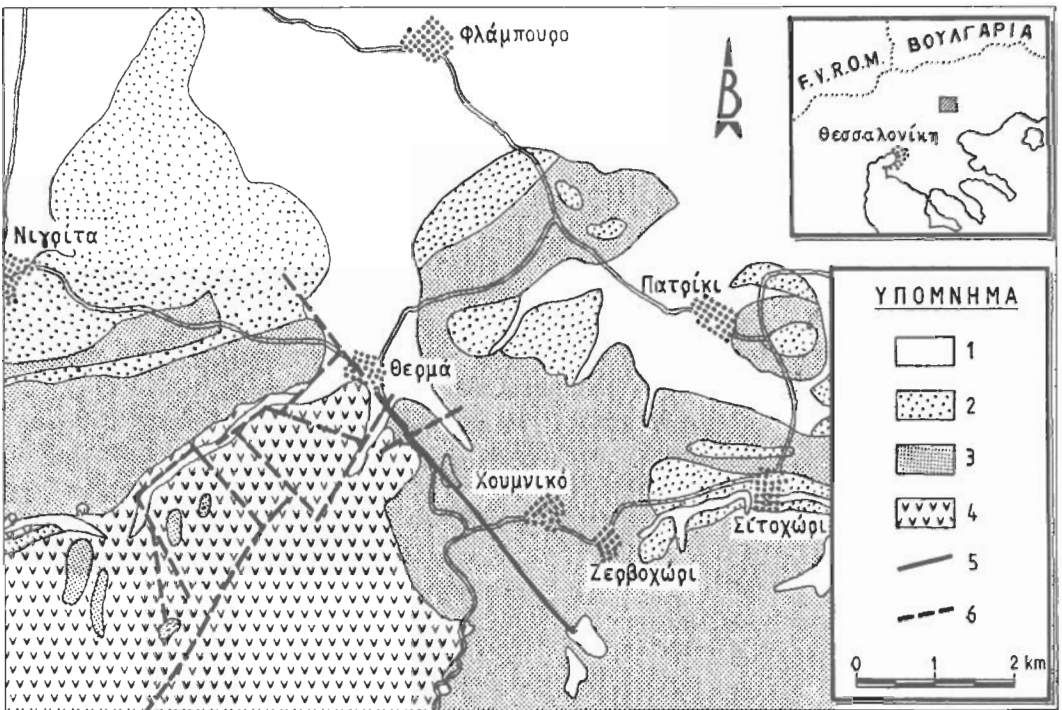 Φλάμπουρο
Β
F.Y.R.O.M.
ΒΟΥΛΓΑΡΙΑ
Θεσσαλονίκη
Νιγρίτα
Πατρίκι
Θερμά
Χουμνικό
Σιτοχώρι
Ζερβοχώρι
ΥΠΟΜΝΗΜΑ
1
2
3
4
5
6
0 1 2 km